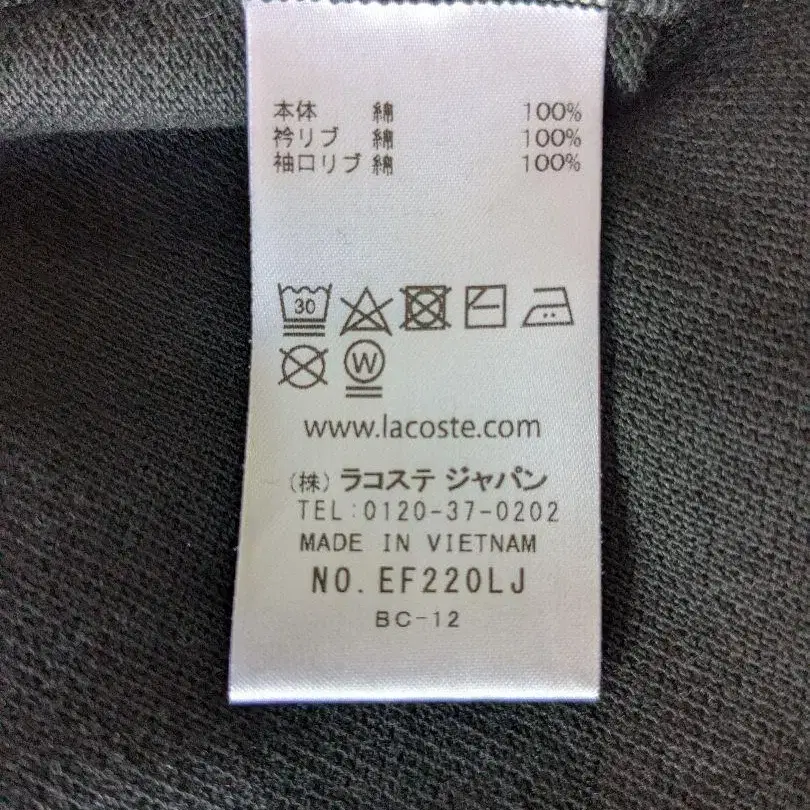 本体 綿 100%
衿リブ 綿 100%
袖口リブ 綿 100%
30
W
www.lacoste.com
(株) ラコステ ジャパン
TEL:0120-37-0202
MADE IN VIETNAM
NO. EF220LJ
BC-12